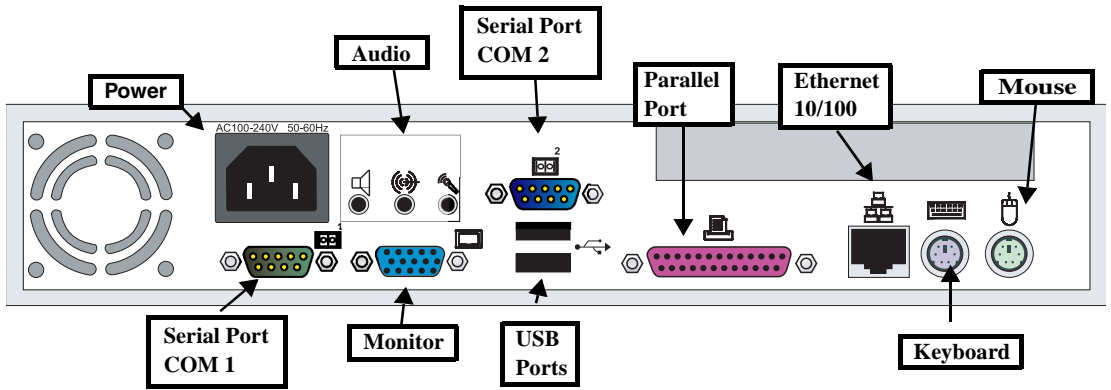 Serial Port
COM 2
Audio
Parallel
Port
Ethernet
10/100
Mouse
Power
AC100-240V 50-60Hz
2
1
Serial Port
COM 1
Monitor
USB
Ports
Keyboard